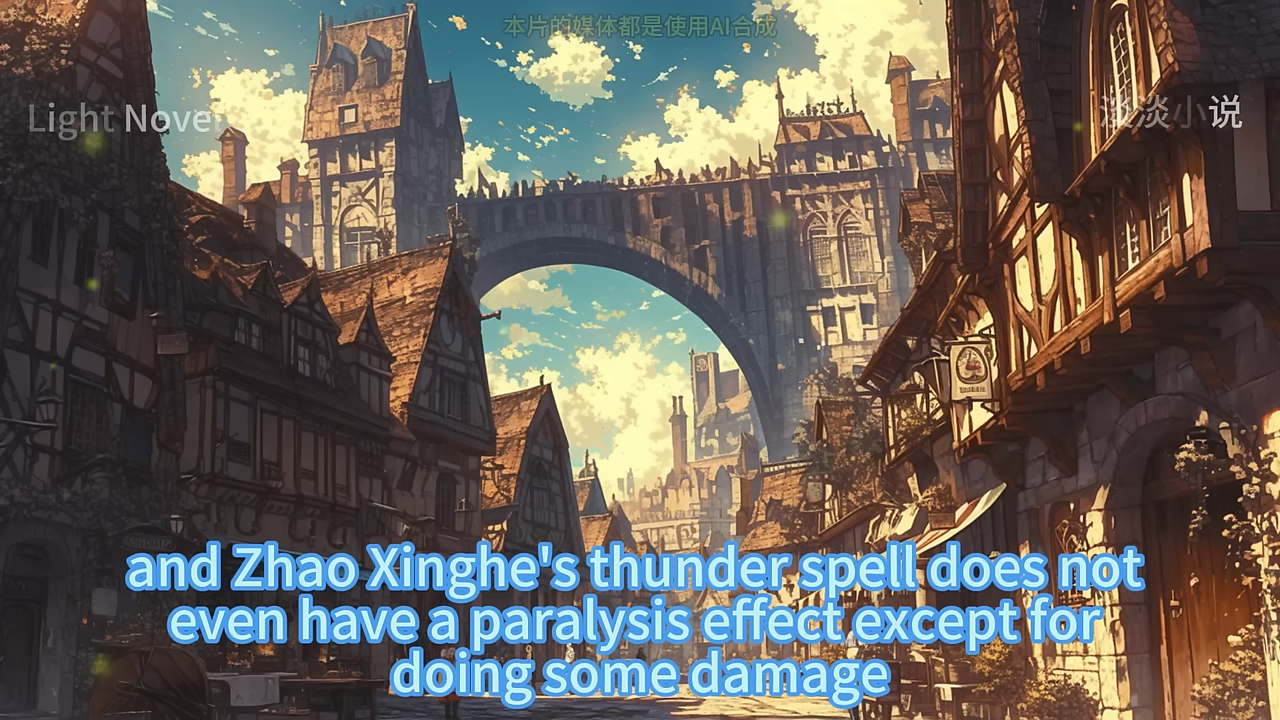 本片的媒体都是使用AI合成
Light Nove
淡淡小说
and Zhao Xinghe's thunder spell does not
even have a paralysis effect except for
doing some damage